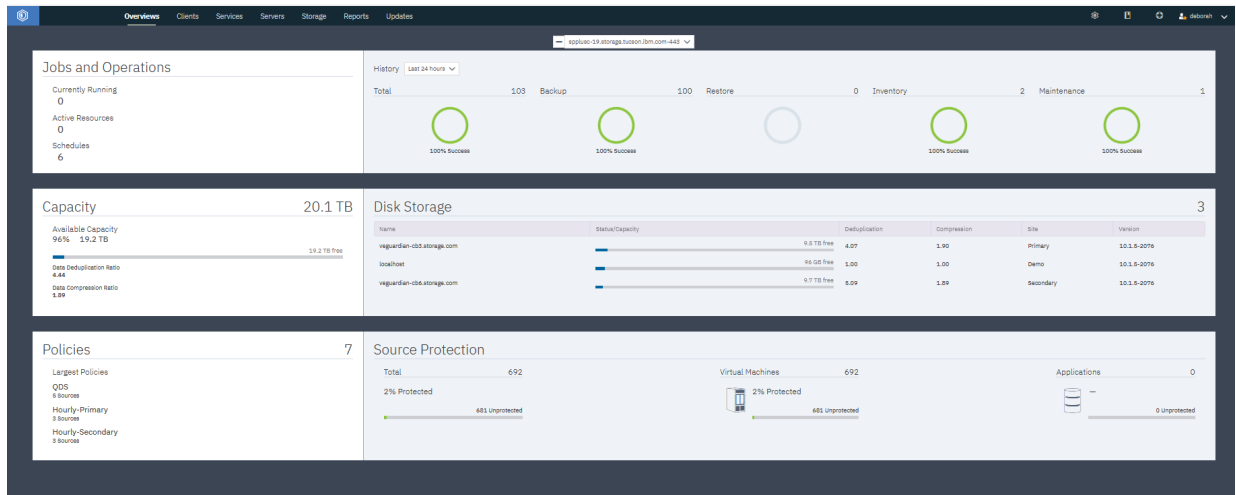 Overviews Clients Services Servers Storage Reports Updates deborah
spplusc-19.storage.tucson.ibm.com-443
Jobs and Operations
Currently Running
0
Active Resources
0
Schedules
6
History Last 24 hours
Total 103 Backup 100 Restore 0 Inventory 2 Maintenance 1
100% Success 100% Success 100% Success 100% Success
Capacity 20.1 TB
Available Capacity
96% 19.2 TB
19.2 TB free
Data Deduplication Ratio
4.44
Data Compression Ratio
1.89
Disk Storage 3
Name Status/Capacity Deduplication Compression Site Version
veguardian-cb3.storage.com 9.5 TB free 4.07 1.90 Primary 10.1.5-2076
localhost 96 GB free 1.00 1.00 Demo 10.1.5-2076
veguardian-cb6.storage.com 9.7 TB free 5.09 1.89 Secondary 10.1.5-2076
Policies 7
Largest Policies
QDS
5 Sources
Hourly-Primary
3 Sources
Hourly-Secondary
3 Sources
Source Protection
Total 692 Virtual Machines 692 Applications 0
2% Protected 2% Protected –
681 Unprotected 681 Unprotected 0 Unprotected